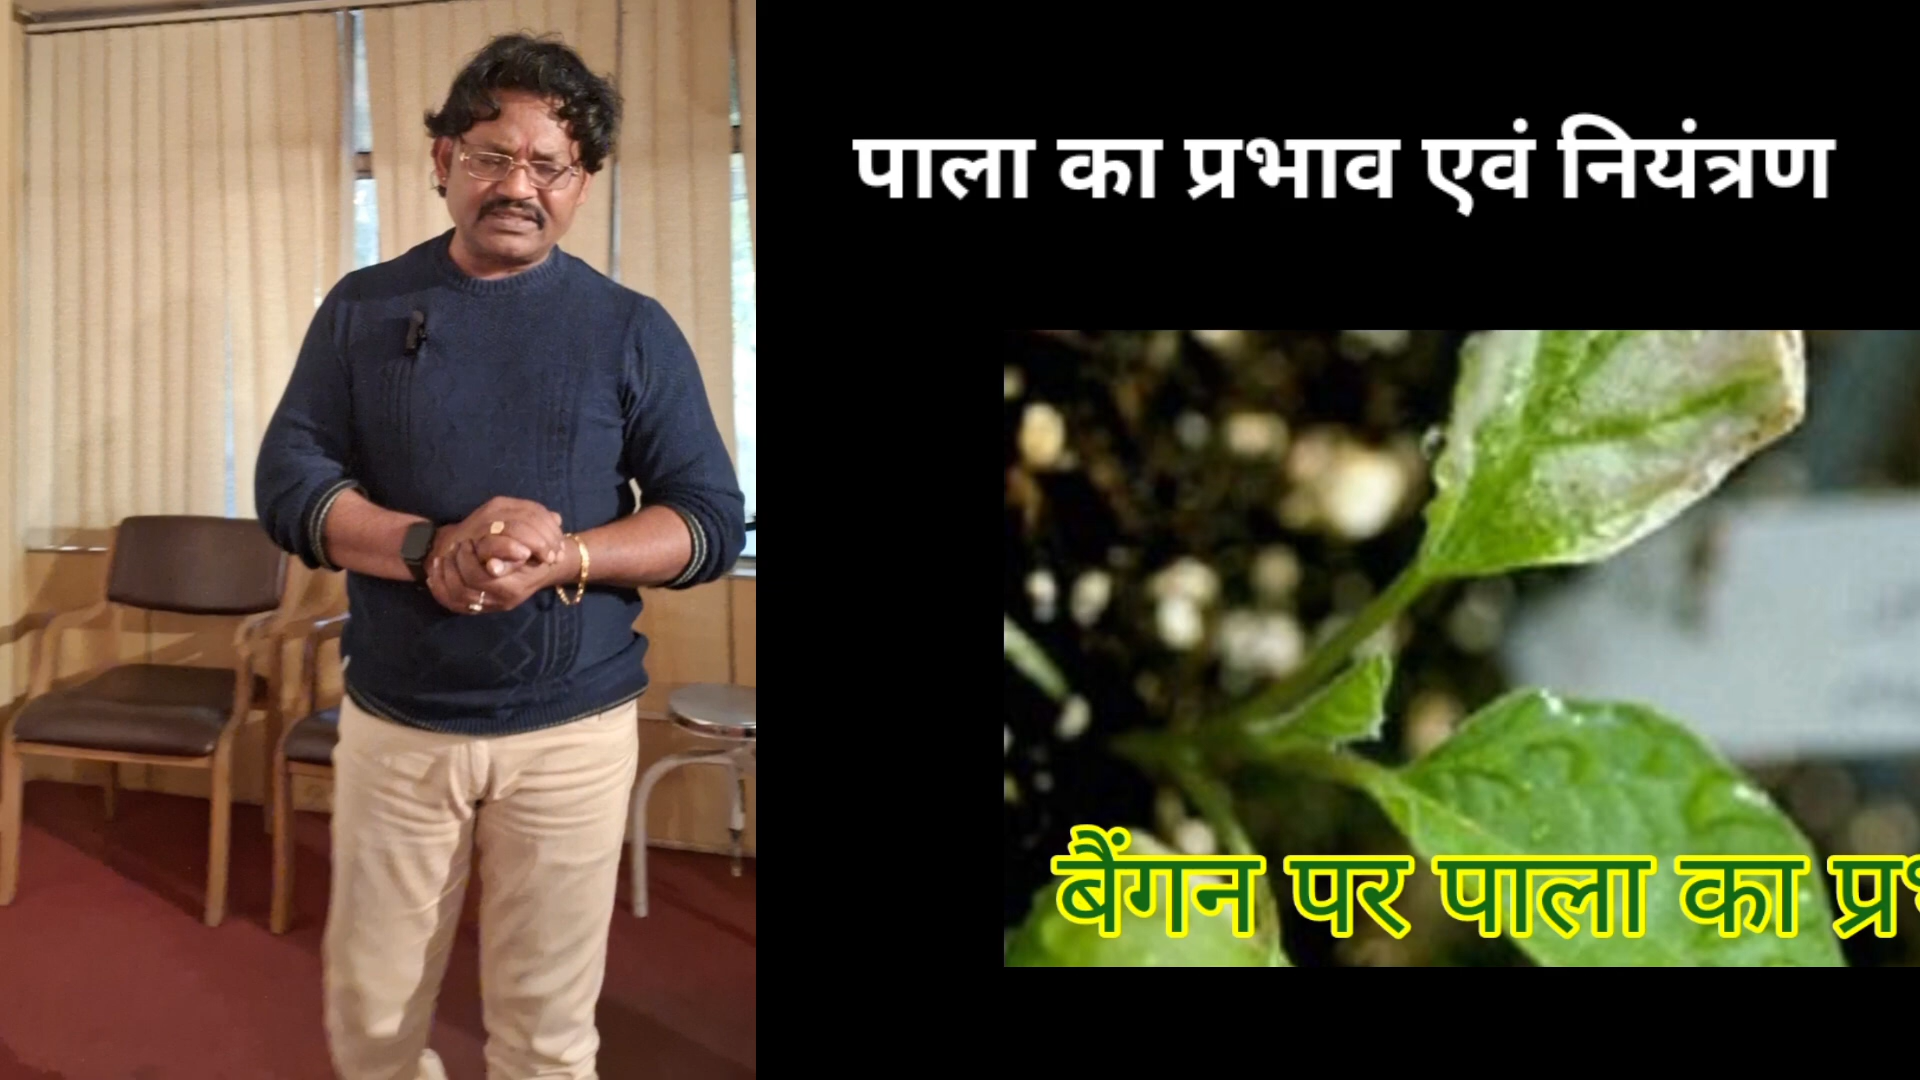 पाला का प्रभाव एवं नियंत्रण
बैंगन पर पाला का